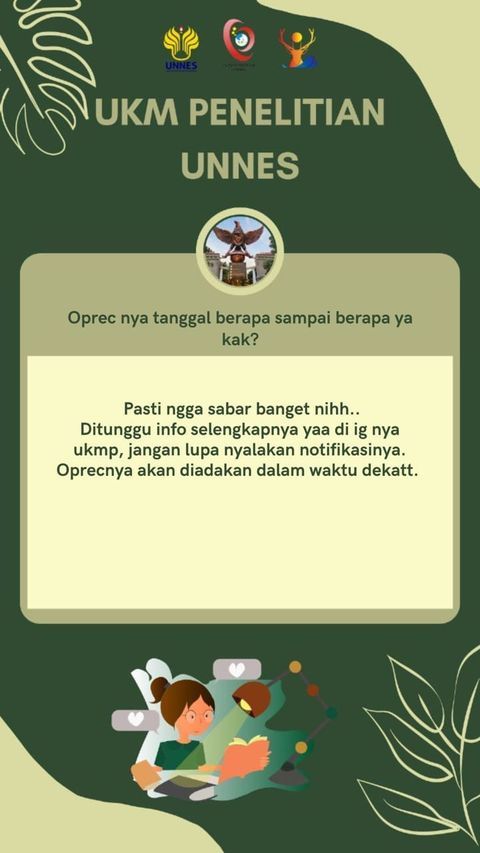 UNNES
UKM PENELITIAN
UNNES
Oprec nya tanggal berapa sampai berapa ya
kak?
Pasti ngga sabar banget nihh..
Ditunggu info selengkapnya yaa di ig nya
ukmp, jangan lupa nyalakan notifikasinya.
Oprecnya akan diadakan dalam waktu dekatt.